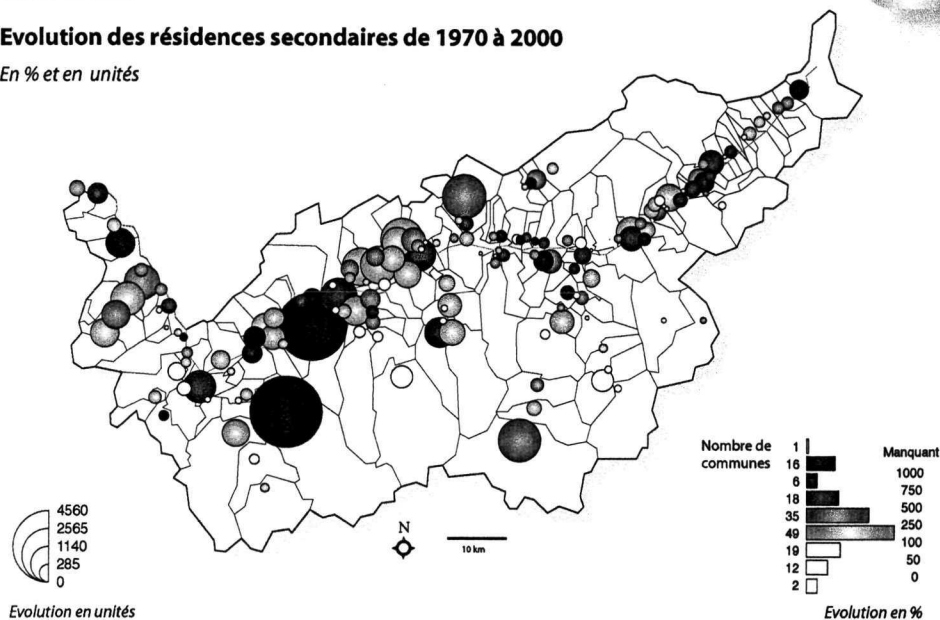 Evolution des résidences secondaires de 1970 à 2000
En % et en unités
Nombre de communes
1
16
6
18
35
49
19
12
2
Manquant
1000
750
500
250
100
50
0
Evolution en %
4560
2565
1140
285
0
Evolution en unités
N
10 km